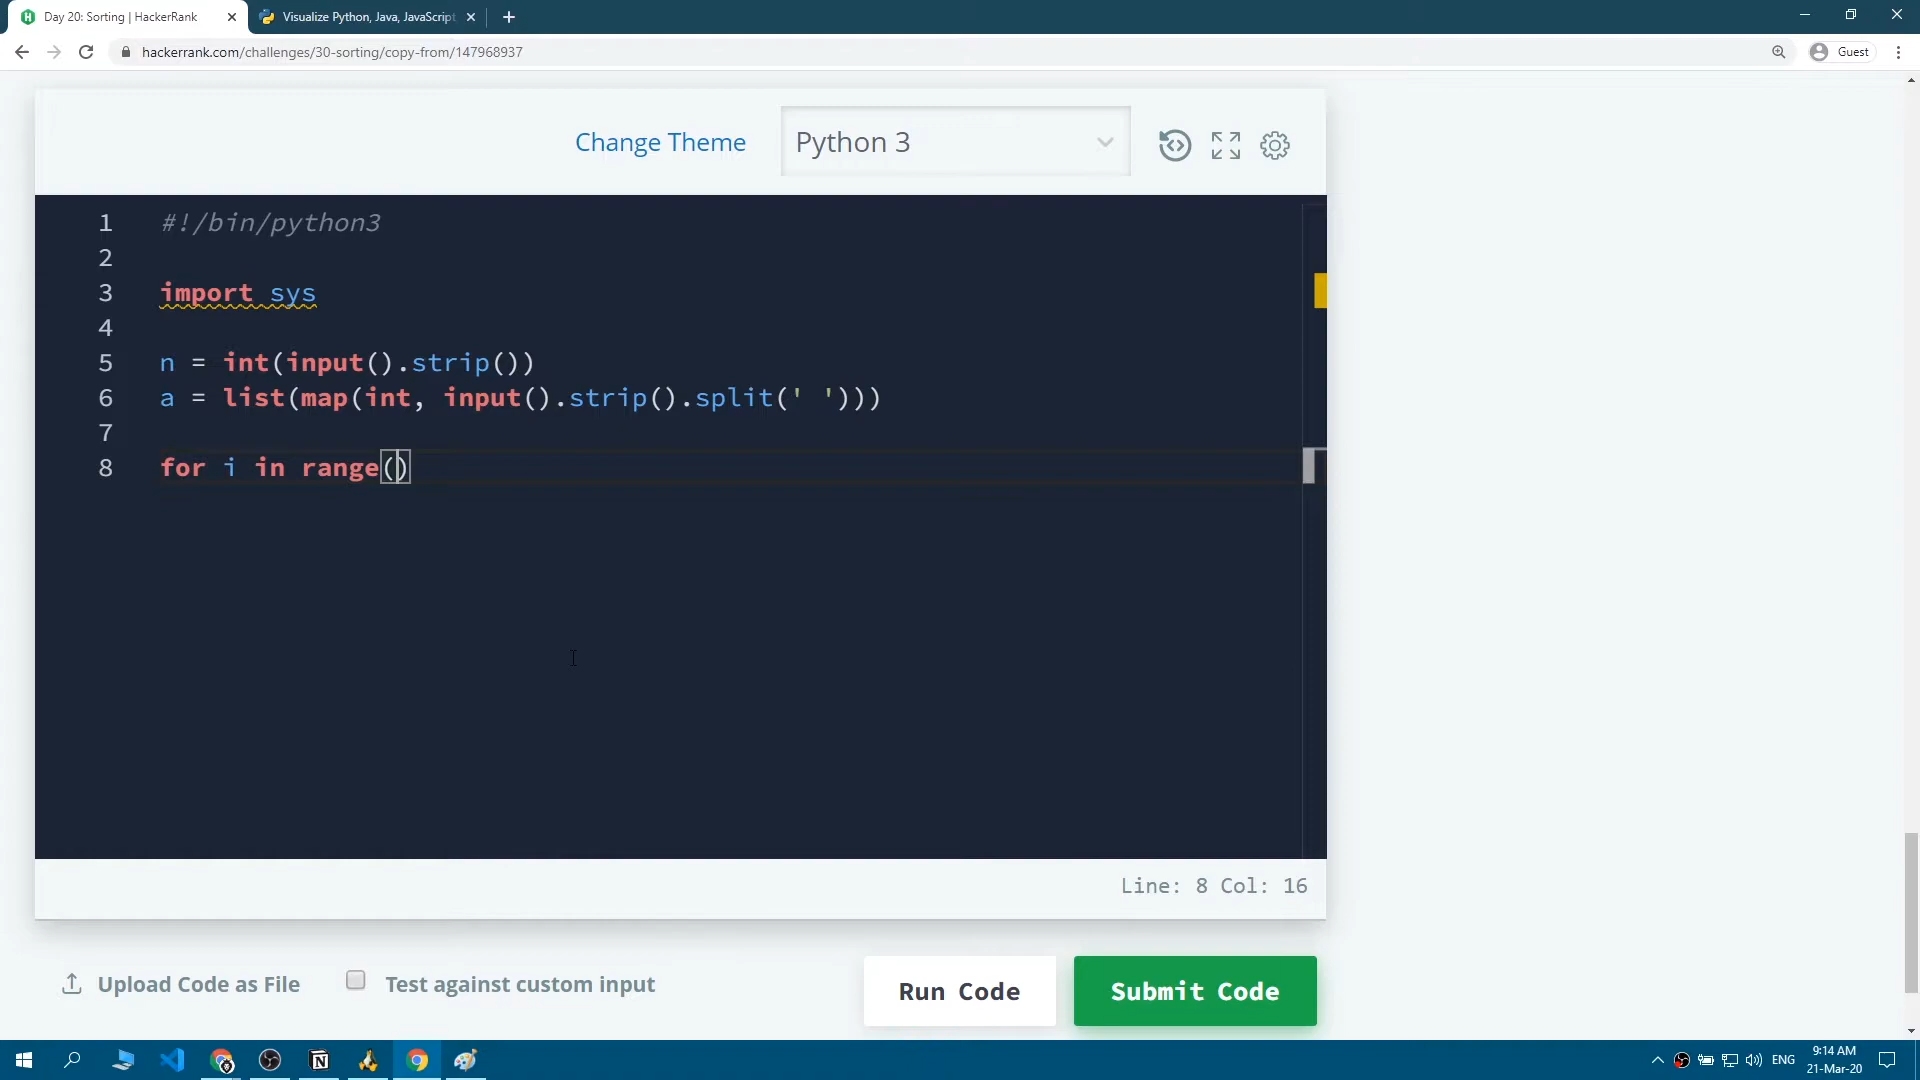 Day 20: Sorting | HackerRank
Visualize Python, Java, JavaScript
hackerrank.com/challenges/30-sorting/copy-from/147968937
Guest
Change Theme
Python 3
1 #!/bin/python3
2
3 import sys
4
5 n = int(input().strip())
6 a = list(map(int, input().strip().split(' ')))
7
8 for i in range()
Line: 8 Col: 16
Upload Code as File
Test against custom input
Run Code
Submit Code
ENG
9:14 AM
21-Mar-20